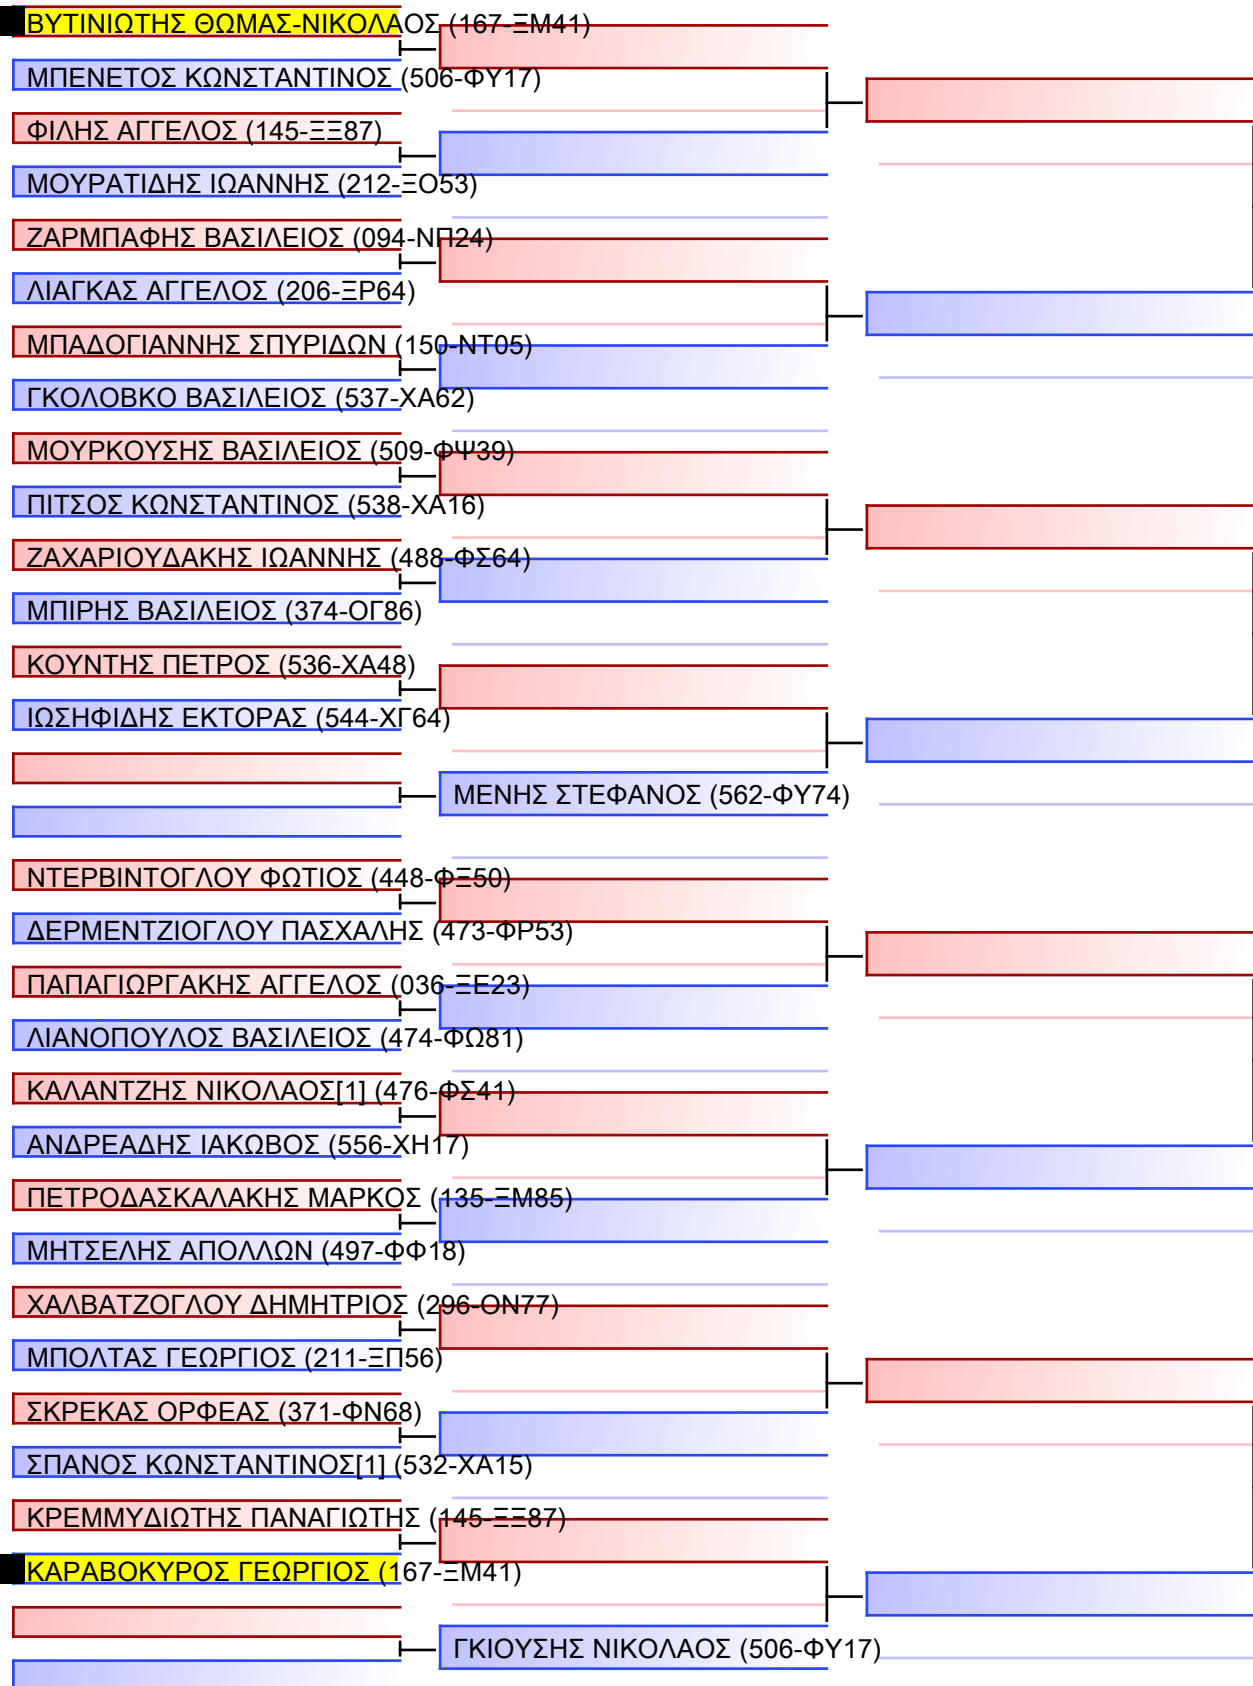 ΒΥΤΙΝΙΩΤΗΣ ΘΩΜΑΣ-ΝΙΚΟΛΑΟΣ (167-ΞΜ41)
ΜΠΕΝΕΤΟΣ ΚΩΝΣΤΑΝΤΙΝΟΣ (506-ΦΥ17)
ΦΙΛΗΣ ΑΓΓΕΛΟΣ (145-ΞΞ87)
ΜΟΥΡΑΤΙΔΗΣ ΙΩΑΝΝΗΣ (212-ΞΟ53)
ΖΑΡΜΠΑΦΗΣ ΒΑΣΙΛΕΙΟΣ (094-ΝΠ24)
ΛΙΑΓΚΑΣ ΑΓΓΕΛΟΣ (206-ΞΡ64)
ΜΠΑΔΟΓΙΑΝΝΗΣ ΣΠΥΡΙΔΩΝ (150-ΝΤ05)
ΓΚΟΛΟΒΚΟ ΒΑΣΙΛΕΙΟΣ (537-ΧΑ62)
ΜΟΥΡΚΟΥΣΗΣ ΒΑΣΙΛΕΙΟΣ (509-ΦΨ39)
ΠΙΤΣΟΣ ΚΩΝΣΤΑΝΤΙΝΟΣ (538-ΧΑ16)
ΖΑΧΑΡΙΟΥΔΑΚΗΣ ΙΩΑΝΝΗΣ (488-ΦΣ64)
ΜΠΙΡΗΣ ΒΑΣΙΛΕΙΟΣ (374-ΟΓ86)
ΚΟΥΝΤΗΣ ΠΕΤΡΟΣ (536-ΧΑ48)
ΙΩΣΗΦΙΔΗΣ ΕΚΤΟΡΑΣ (544-ΧΓ64)
ΜΕΝΗΣ ΣΤΕΦΑΝΟΣ (562-ΦΥ74)
ΝΤΕΡΒΙΝΤΟΓΛΟΥ ΦΩΤΙΟΣ (448-ΦΞ50)
ΔΕΡΜΕΝΤΖΙΟΓΛΟΥ ΠΑΣΧΑΛΗΣ (473-ΦΡ53)
ΠΑΠΑΓΙΩΡΓΑΚΗΣ ΑΓΓΕΛΟΣ (036-ΞΕ23)
ΛΙΑΝΟΠΟΥΛΟΣ ΒΑΣΙΛΕΙΟΣ (474-ΦΩ81)
ΚΑΛΑΝΤΖΗΣ ΝΙΚΟΛΑΟΣ[1] (476-ΦΣ41)
ΑΝΔΡΕΑΔΗΣ ΙΑΚΩΒΟΣ (556-ΧΗ17)
ΠΕΤΡΟΔΑΣΚΑΛΑΚΗΣ ΜΑΡΚΟΣ (135-ΞΜ85)
ΜΗΤΣΕΛΗΣ ΑΠΟΛΛΩΝ (497-ΦΦ18)
ΧΑΛΒΑΤΖΟΓΛΟΥ ΔΗΜΗΤΡΙΟΣ (296-ΟΝ77)
ΜΠΟΛΤΑΣ ΓΕΩΡΓΙΟΣ (211-ΞΠ56)
ΣΚΡΕΚΑΣ ΟΡΦΕΑΣ (371-ΦΝ68)
ΣΠΑΝΟΣ ΚΩΝΣΤΑΝΤΙΝΟΣ[1] (532-ΧΑ15)
ΚΡΕΜΜΥΔΙΩΤΗΣ ΠΑΝΑΓΙΩΤΗΣ (145-ΞΞ87)
ΚΑΡΑΒΟΚΥΡΟΣ ΓΕΩΡΓΙΟΣ (167-ΞΜ41)
ΓΚΙΟΥΣΗΣ ΝΙΚΟΛΑΟΣ (506-ΦΥ17)